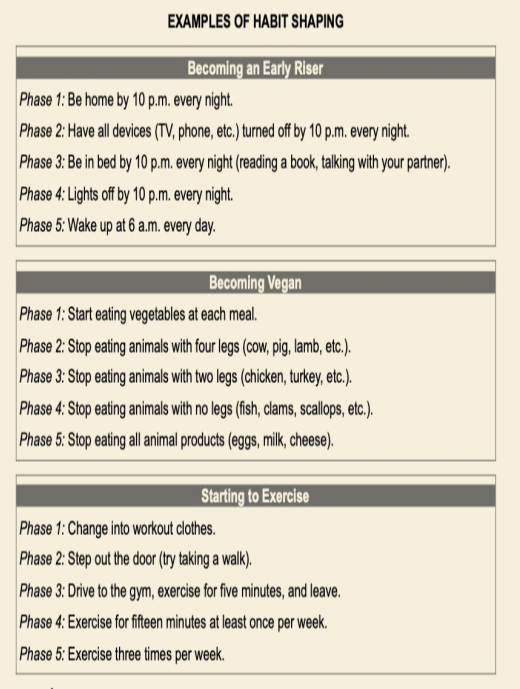 EXAMPLES OF HABIT SHAPING
Becoming an Early Riser
Phase 1: Be home by 10 p.m. every night.
Phase 2: Have all devices (TV, phone, etc.) turned off by 10 p.m. every night.
Phase 3: Be in bed by 10 p.m. every night (reading a book, talking with your partner).
Phase 4: Lights off by 10 p.m. every night.
Phase 5: Wake up at 6 a.m. every day.
Becoming Vegan
Phase 1: Start eating vegetables at each meal.
Phase 2: Stop eating animals with four legs (cow, pig, lamb, etc.).
Phase 3: Stop eating animals with two legs (chicken, turkey, etc.).
Phase 4: Stop eating animals with no legs (fish, clams, scallops, etc.).
Phase 5: Stop eating all animal products (eggs, milk, cheese).
Starting to Exercise
Phase 1: Change into workout clothes.
Phase 2: Step out the door (try taking a walk).
Phase 3: Drive to the gym, exercise for five minutes, and leave.
Phase 4: Exercise for fifteen minutes at least once per week.
Phase 5: Exercise three times per week.